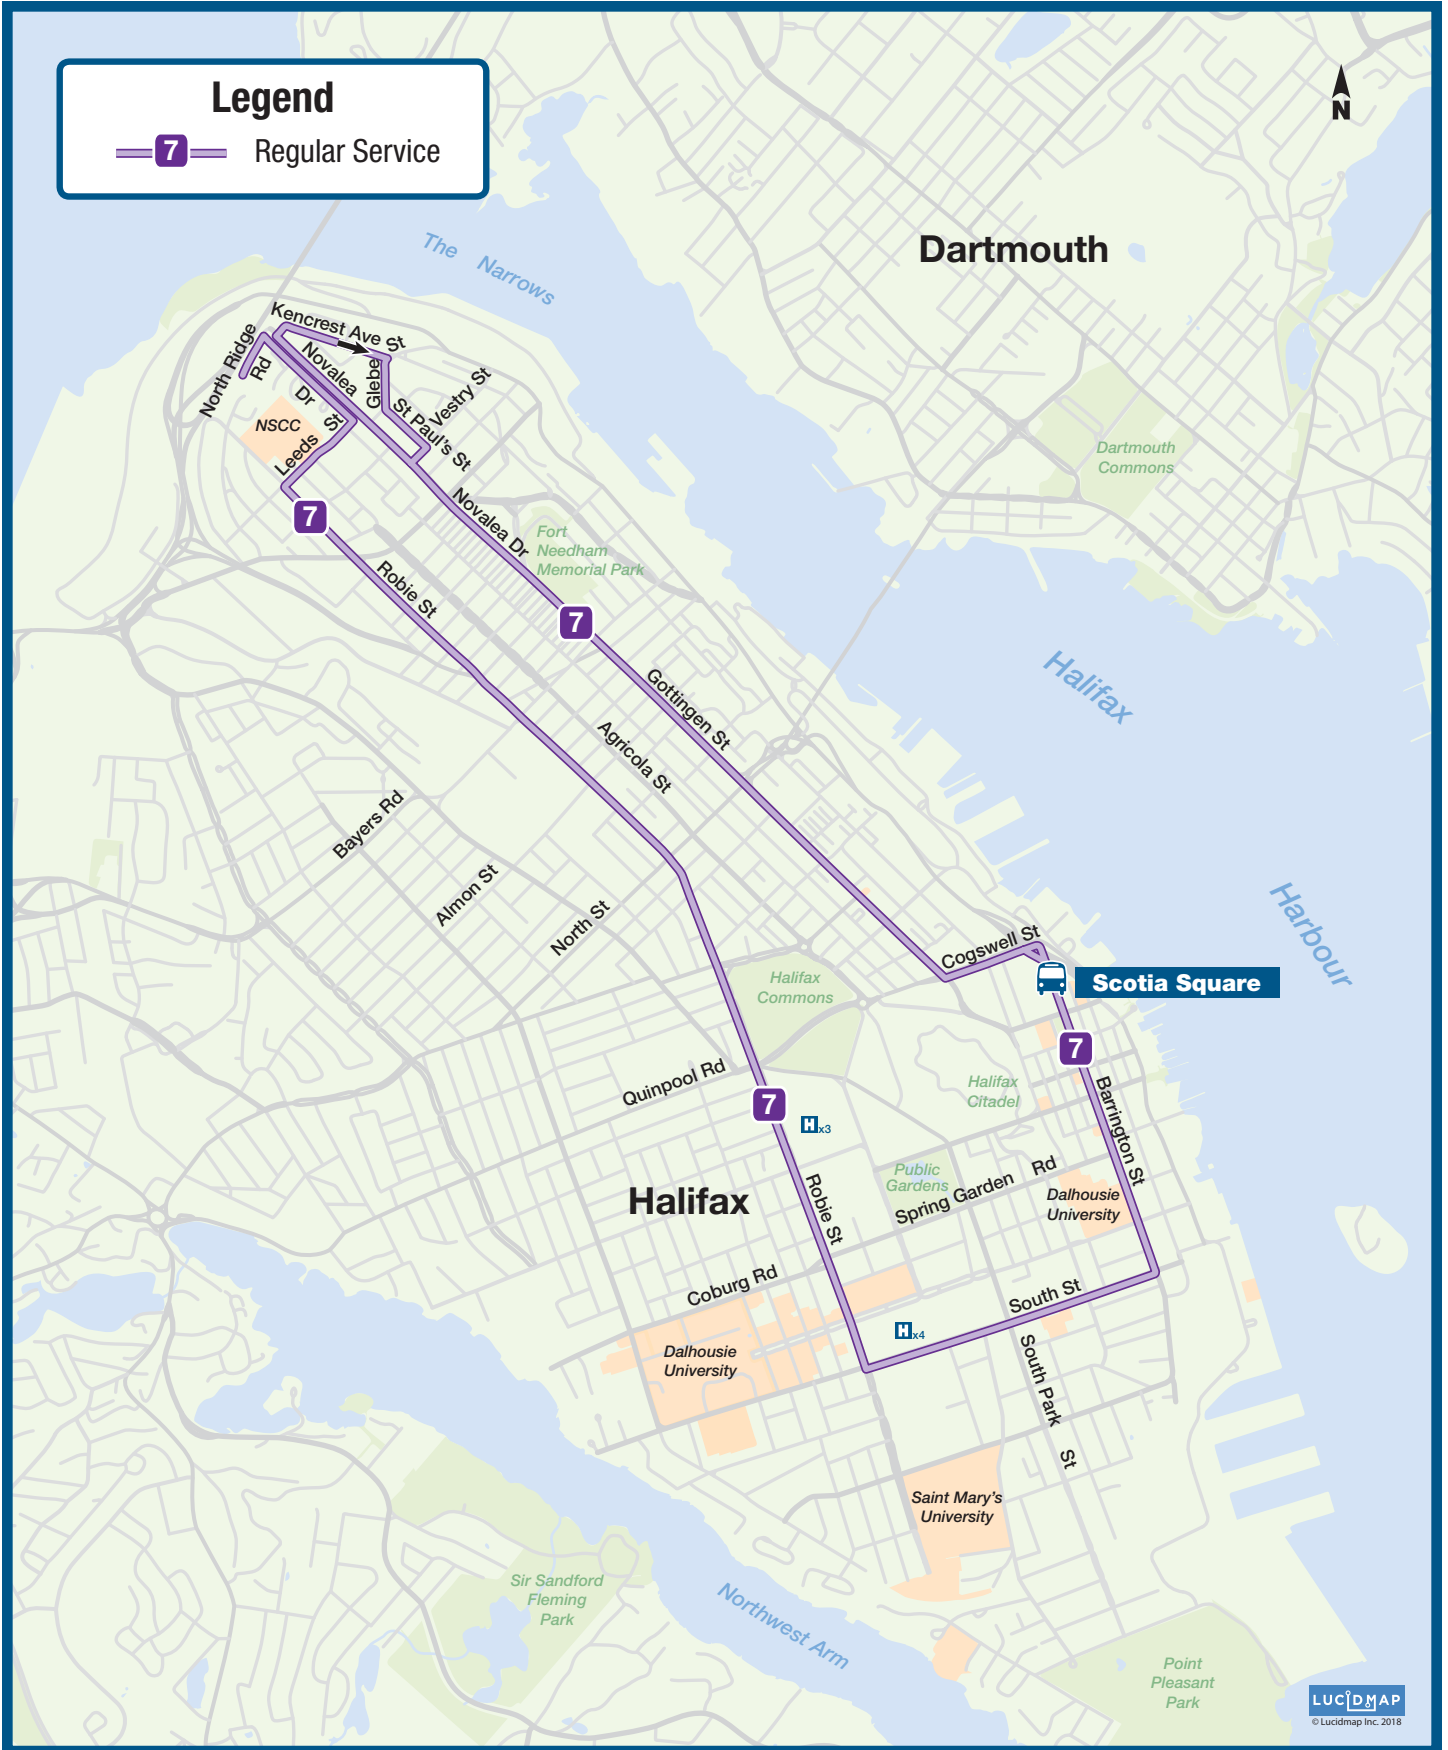 Legend
7 Regular Service
N
Dartmouth
The Narrows
Kencrest Ave St
North Ridge
Rd
Novalea
Dr
Glebe
Vestry St
St Paul's St
NSCC
Leeds St
7
Novalea Dr
Dartmouth
Commons
Fort
Needham
Memorial Park
Robie St
7
Halifax
Harbour
Gottingen St
Agricola St
Bayers Rd
Almon St
North St
Cogswell St
Scotia Square
Halifax
Commons
7
Quinpool Rd
7
Halifax
Citadel
Barrington St
H x3
Public
Gardens
Spring Garden Rd
Robie St
Halifax
Dalhousie
University
Coburg Rd
South St
H x4
Dalhousie
University
South Park St
Saint Mary's
University
Sir Sandford
Fleming
Park
Northwest Arm
Point
Pleasant
Park
LUCIDMAP
© Lucidmap Inc. 2018